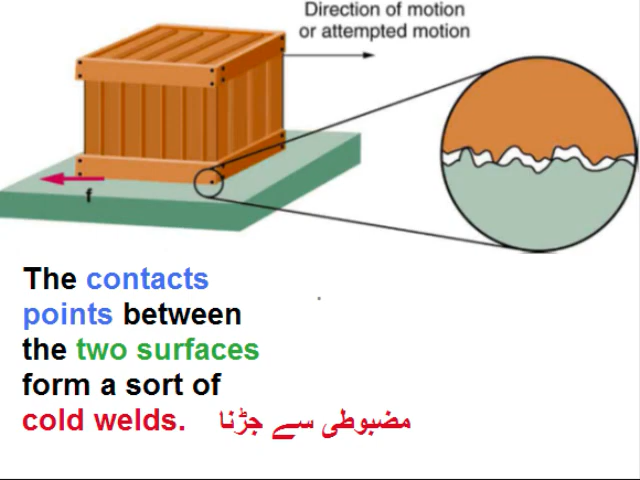 Direction of motion
or attempted motion
f
The contacts
points between
the two surfaces
form a sort of
cold welds. مضبوطی سے جڑنا